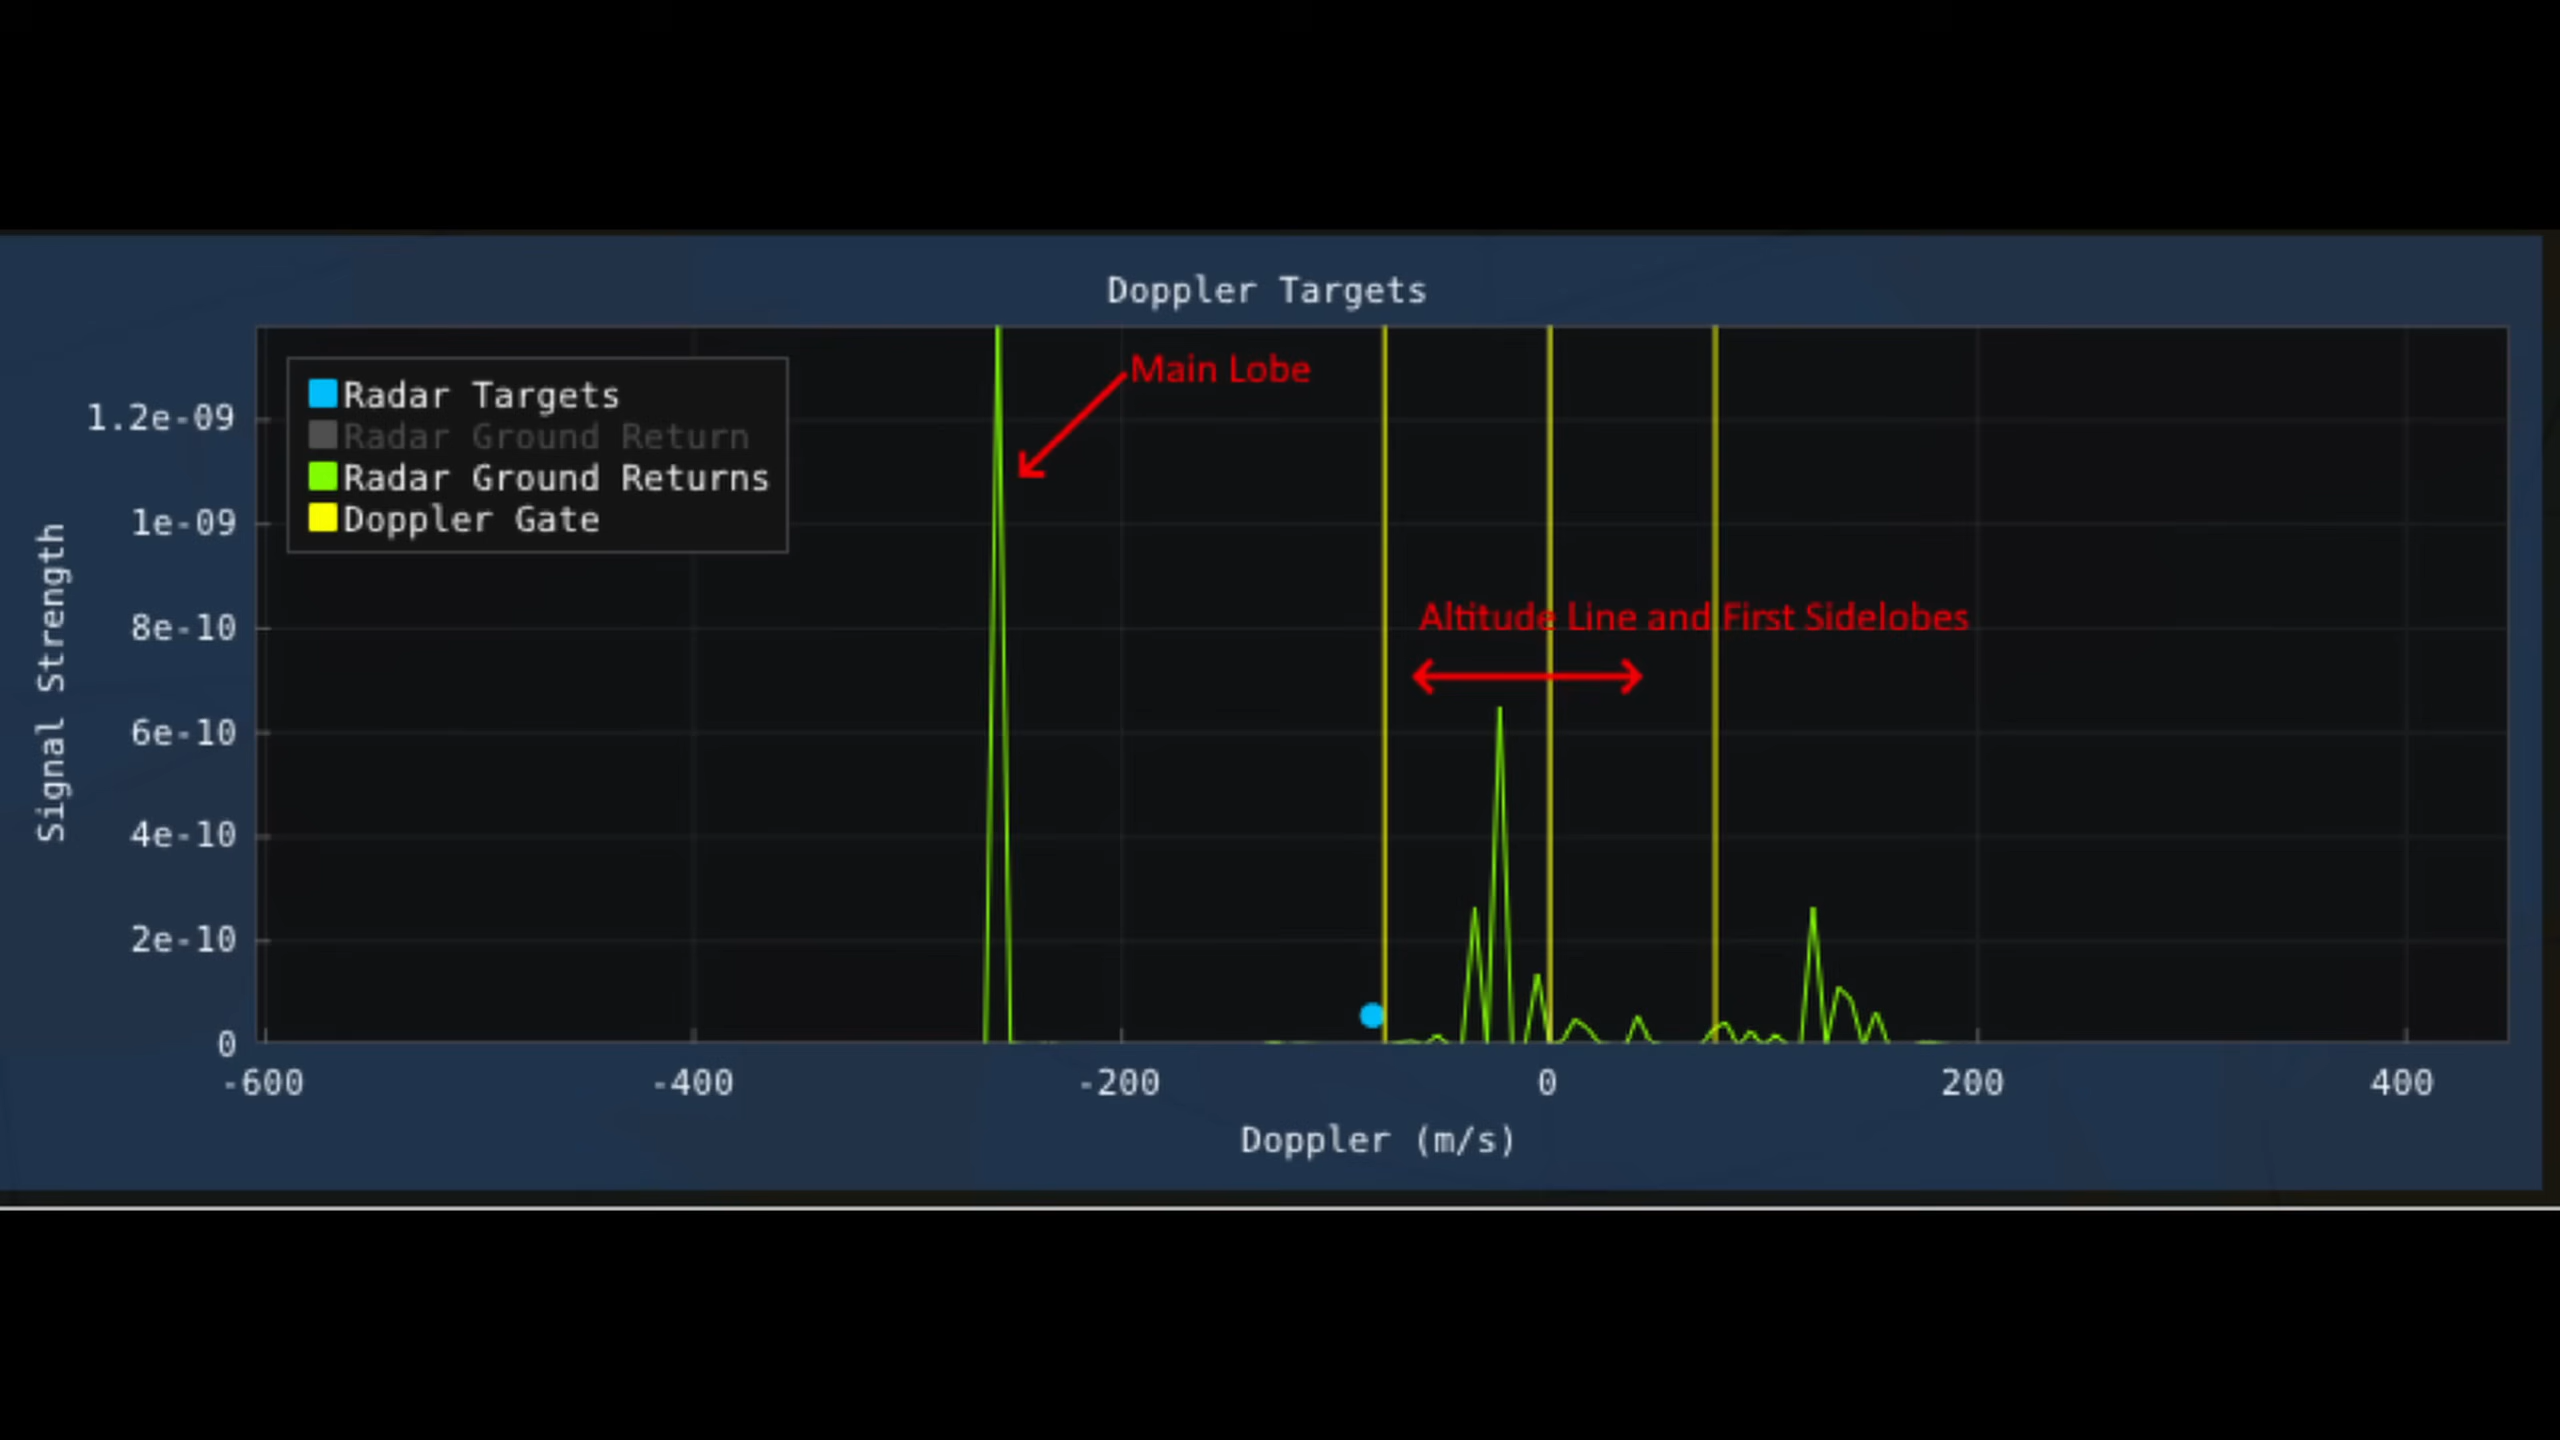 Doppler Targets
Radar Targets
Radar Ground Return
Radar Ground Returns
Doppler Gate
Main Lobe
Altitude Line and First Sidelobes
Signal Strength
1.2e-09
1e-09
8e-10
6e-10
4e-10
2e-10
0
-600 -400 -200 0 200 400
Doppler (m/s)